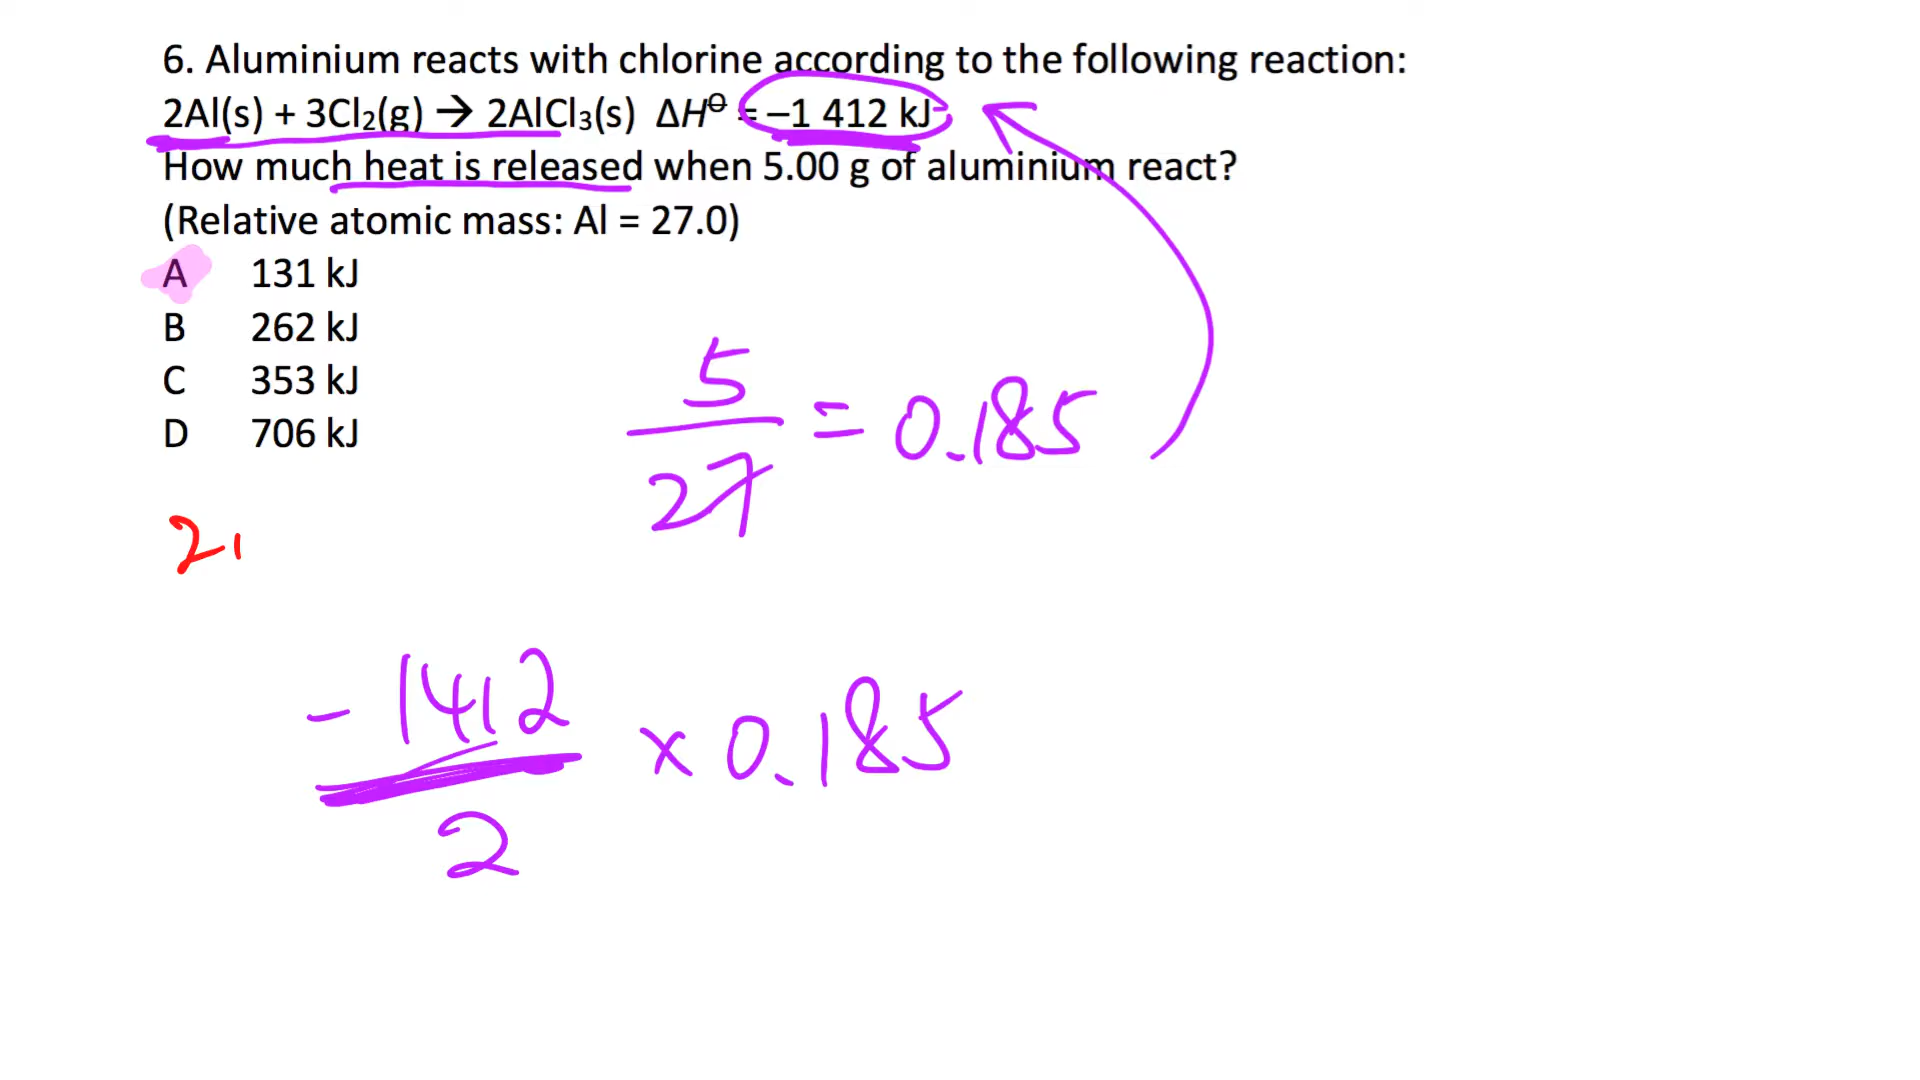 6. Aluminium reacts with chlorine according to the following reaction:
2Al(s) + 3Cl₂(g) → 2AlCl₃(s) ΔH⦵ = –1 412 kJ
How much heat is released when 5.00 g of aluminium react?
(Relative atomic mass: Al = 27.0)
A 131 kJ
B 262 kJ
C 353 kJ
D 706 kJ
5
= 0.185
27
2
-1412
× 0.185
2